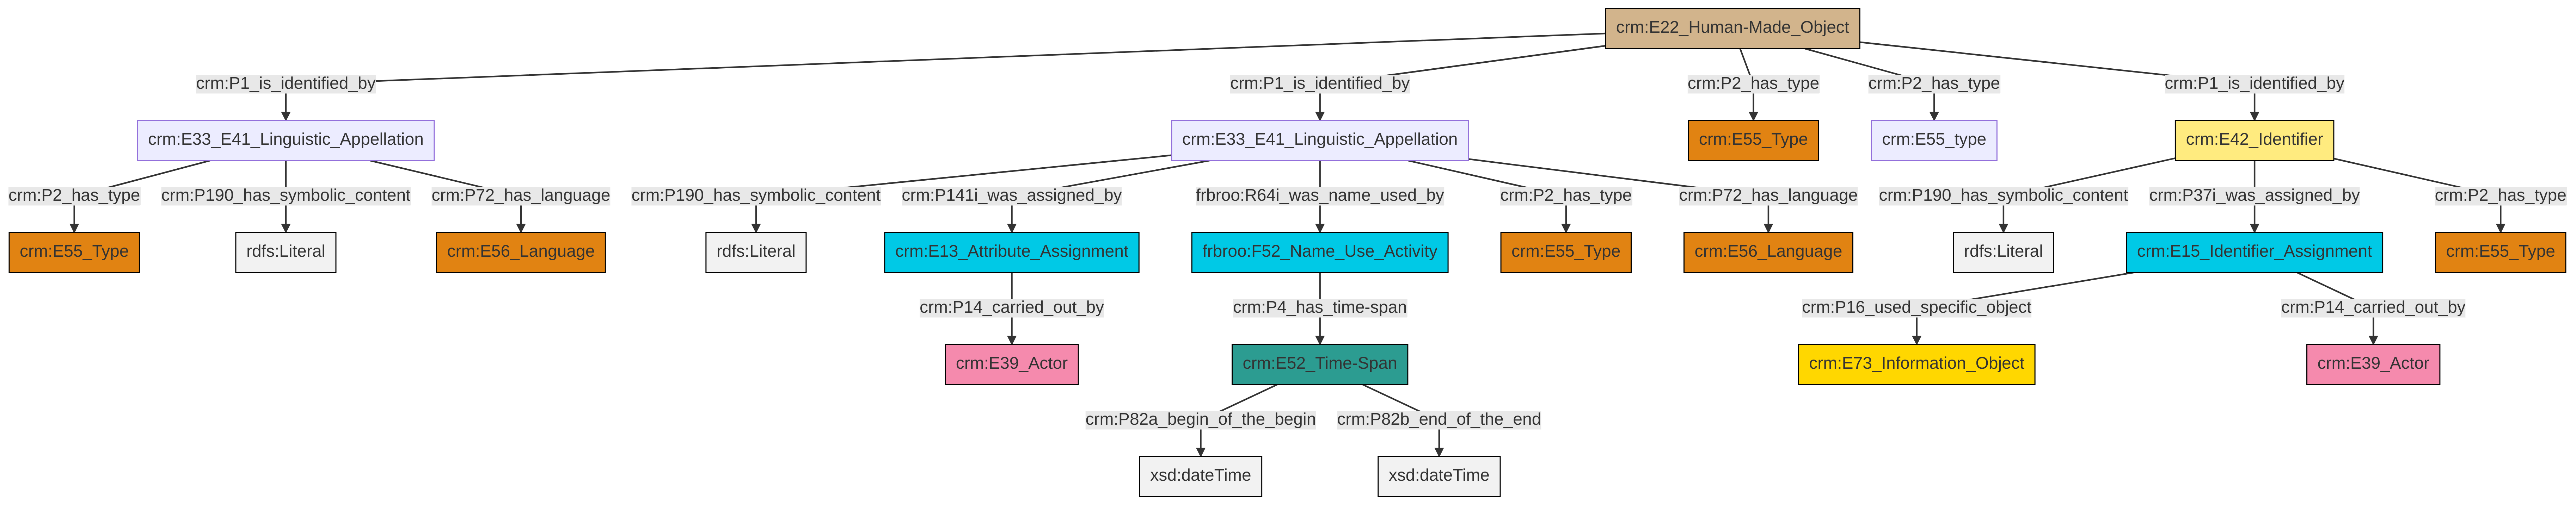 crm:E22_Human-Made_Object
crm:P1_is_identified_by
crm:P1_is_identified_by
crm:P2_has_type
crm:P2_has_type
crm:P1_is_identified_by
crm:E33_E41_Linguistic_Appellation
crm:E33_E41_Linguistic_Appellation
crm:E55_Type
crm:E55_type
crm:E42_Identifier
crm:P2_has_type
crm:P190_has_symbolic_content
crm:P72_has_language
crm:P190_has_symbolic_content
crm:P141i_was_assigned_by
frbroo:R64i_was_name_used_by
crm:P2_has_type
crm:P72_has_language
crm:P190_has_symbolic_content
crm:P37i_was_assigned_by
crm:P2_has_type
crm:E55_Type
rdfs:Literal
crm:E56_Language
rdfs:Literal
crm:E13_Attribute_Assignment
frbroo:F52_Name_Use_Activity
crm:E55_Type
crm:E56_Language
rdfs:Literal
crm:E15_Identifier_Assignment
crm:E55_Type
crm:P14_carried_out_by
crm:P4_has_time-span
crm:P16_used_specific_object
crm:P14_carried_out_by
crm:E39_Actor
crm:E52_Time-Span
crm:E73_Information_Object
crm:E39_Actor
crm:P82a_begin_of_the_begin
crm:P82b_end_of_the_end
xsd:dateTime
xsd:dateTime